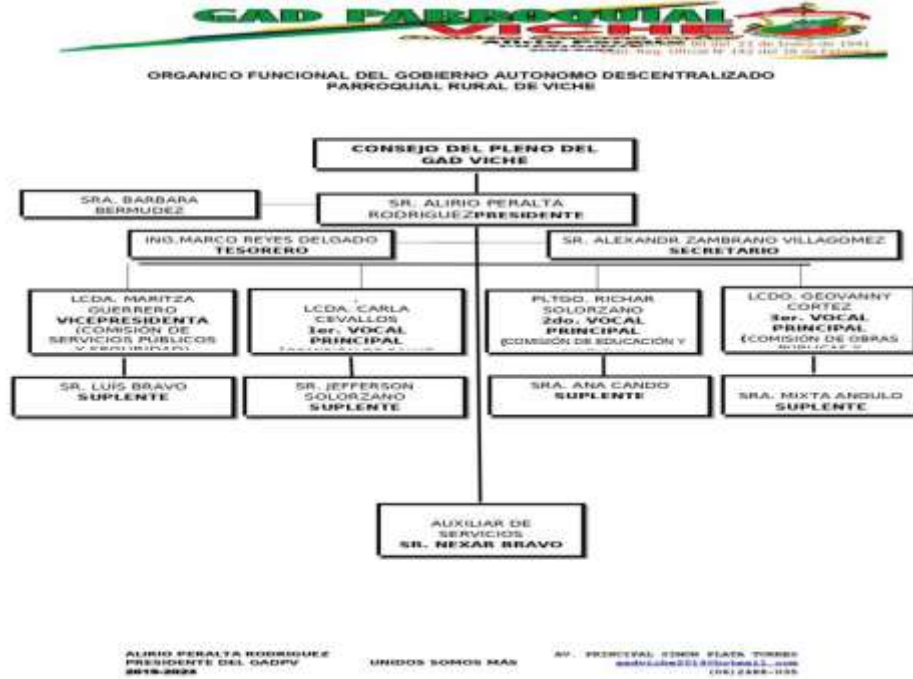 GAD PARROQUIAL
VICHE
ORGANICO FUNCIONAL DEL GOBIERNO AUTONOMO DESCENTRALIZADO
PARROQUIAL RURAL DE VICHE
CONSEJO DEL PLENO DEL
GAD VICHE
SRA. BARBARA
BERMUDEZ
SR. ALIRIO PERALTA
RODRIGUEZPRESIDENTE
ING.MARCO REYES DELGADO
TESORERO
SR. ALEXANDR ZAMBRANO VILLAGOMEZ
SECRETARIO
LCDA. MARITZA
GUERRERO
VICEPRESIDENTA
(COMISIÓN DE
SERVICIOS PUBLICOS
Y SEGURIDAD)
LCDA. CARLA
CEVALLOS
1er. VOCAL
PRINCIPAL
PLTGO. RICHAR
SOLORZANO
2do. VOCAL
PRINCIPAL
(COMISIÓN DE EDUCACIÓN Y
LCDO. GEOVANNY
CORTEZ
3er. VOCAL
PRINCIPAL
(COMISIÓN DE OBRAS
PUBLICAS Y
SR. LUIS BRAVO
SUPLENTE
SR. JEFFERSON
SOLORZANO
SUPLENTE
SRA. ANA CANDO
SUPLENTE
SRA. MIXTA ANGULO
SUPLENTE
AUXILIAR DE
SERVICIOS
SR. NEXAR BRAVO
ALIRIO PERALTA RODRIGUEZ
PRESIDENTE DEL GADPV
2019-2023
UNIDOS SOMOS MÁS
AV. PRINCIPAL SIMON PLATA TORRES